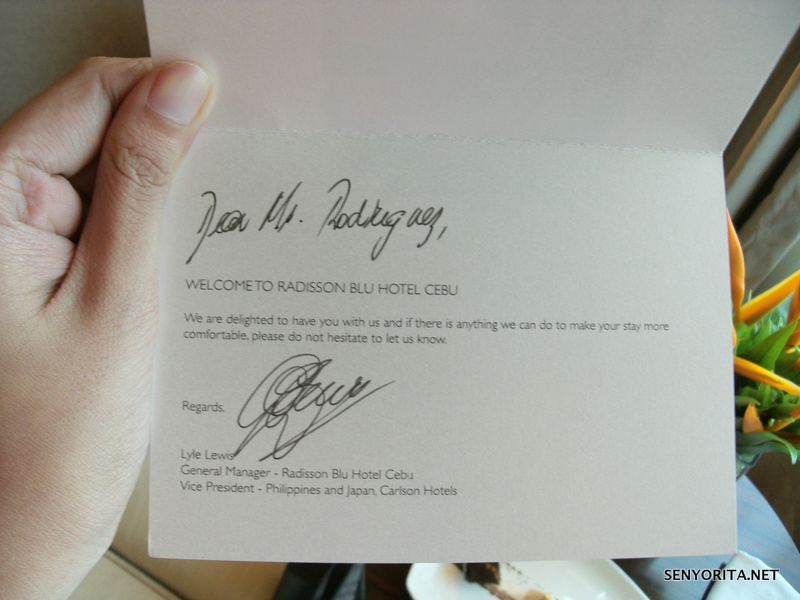 Dear Mr. Rodriguez,
WELCOME TO RADISSON BLU HOTEL CEBU
We are delighted to have you with us and if there is anything we can do to make your stay more
comfortable, please do not hesitate to let us know.
Regards,
Lyle Lewis
General Manager - Radisson Blu Hotel Cebu
Vice President - Philippines and Japan, Carlson Hotels
SENYORITA.NET